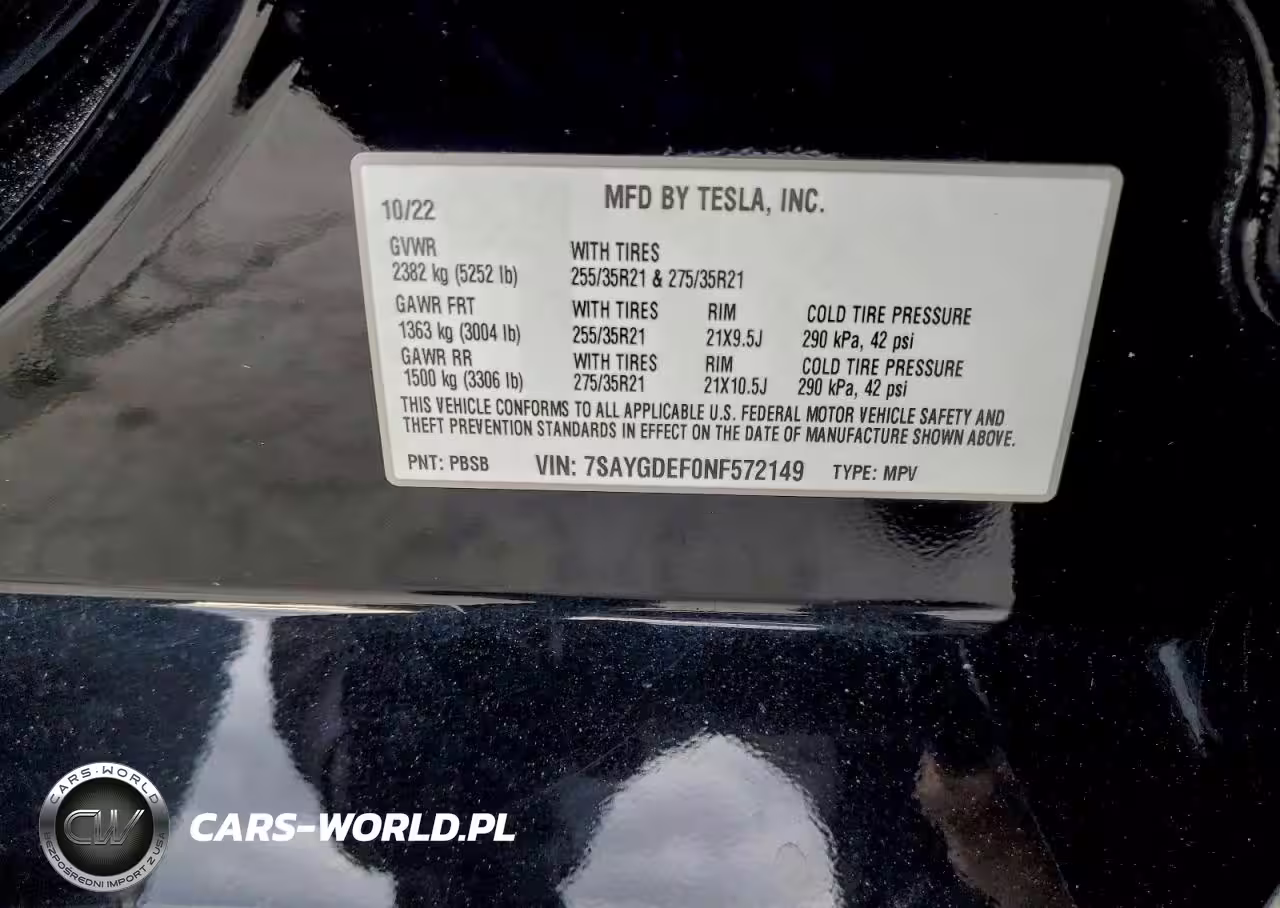 MFD BY TESLA, INC.
10/22
GVWR WITH TIRES
2382 kg (5252 lb) 255/35R21 & 275/35R21
GAWR FRT WITH TIRES RIM COLD TIRE PRESSURE
1363 kg (3004 lb) 255/35R21 21X9.5J 290 kPa, 42 psi
GAWR RR WITH TIRES RIM COLD TIRE PRESSURE
1500 kg (3306 lb) 275/35R21 21X10.5J 290 kPa, 42 psi
THIS VEHICLE CONFORMS TO ALL APPLICABLE U.S. FEDERAL MOTOR VEHICLE SAFETY AND
THEFT PREVENTION STANDARDS IN EFFECT ON THE DATE OF MANUFACTURE SHOWN ABOVE.
PNT: PBSB VIN: 7SAYGDEF0NF572149 TYPE: MPV
CARS-WORLD
CW
BEZPOŚREDNI IMPORT Z USA
CARS-WORLD.PL